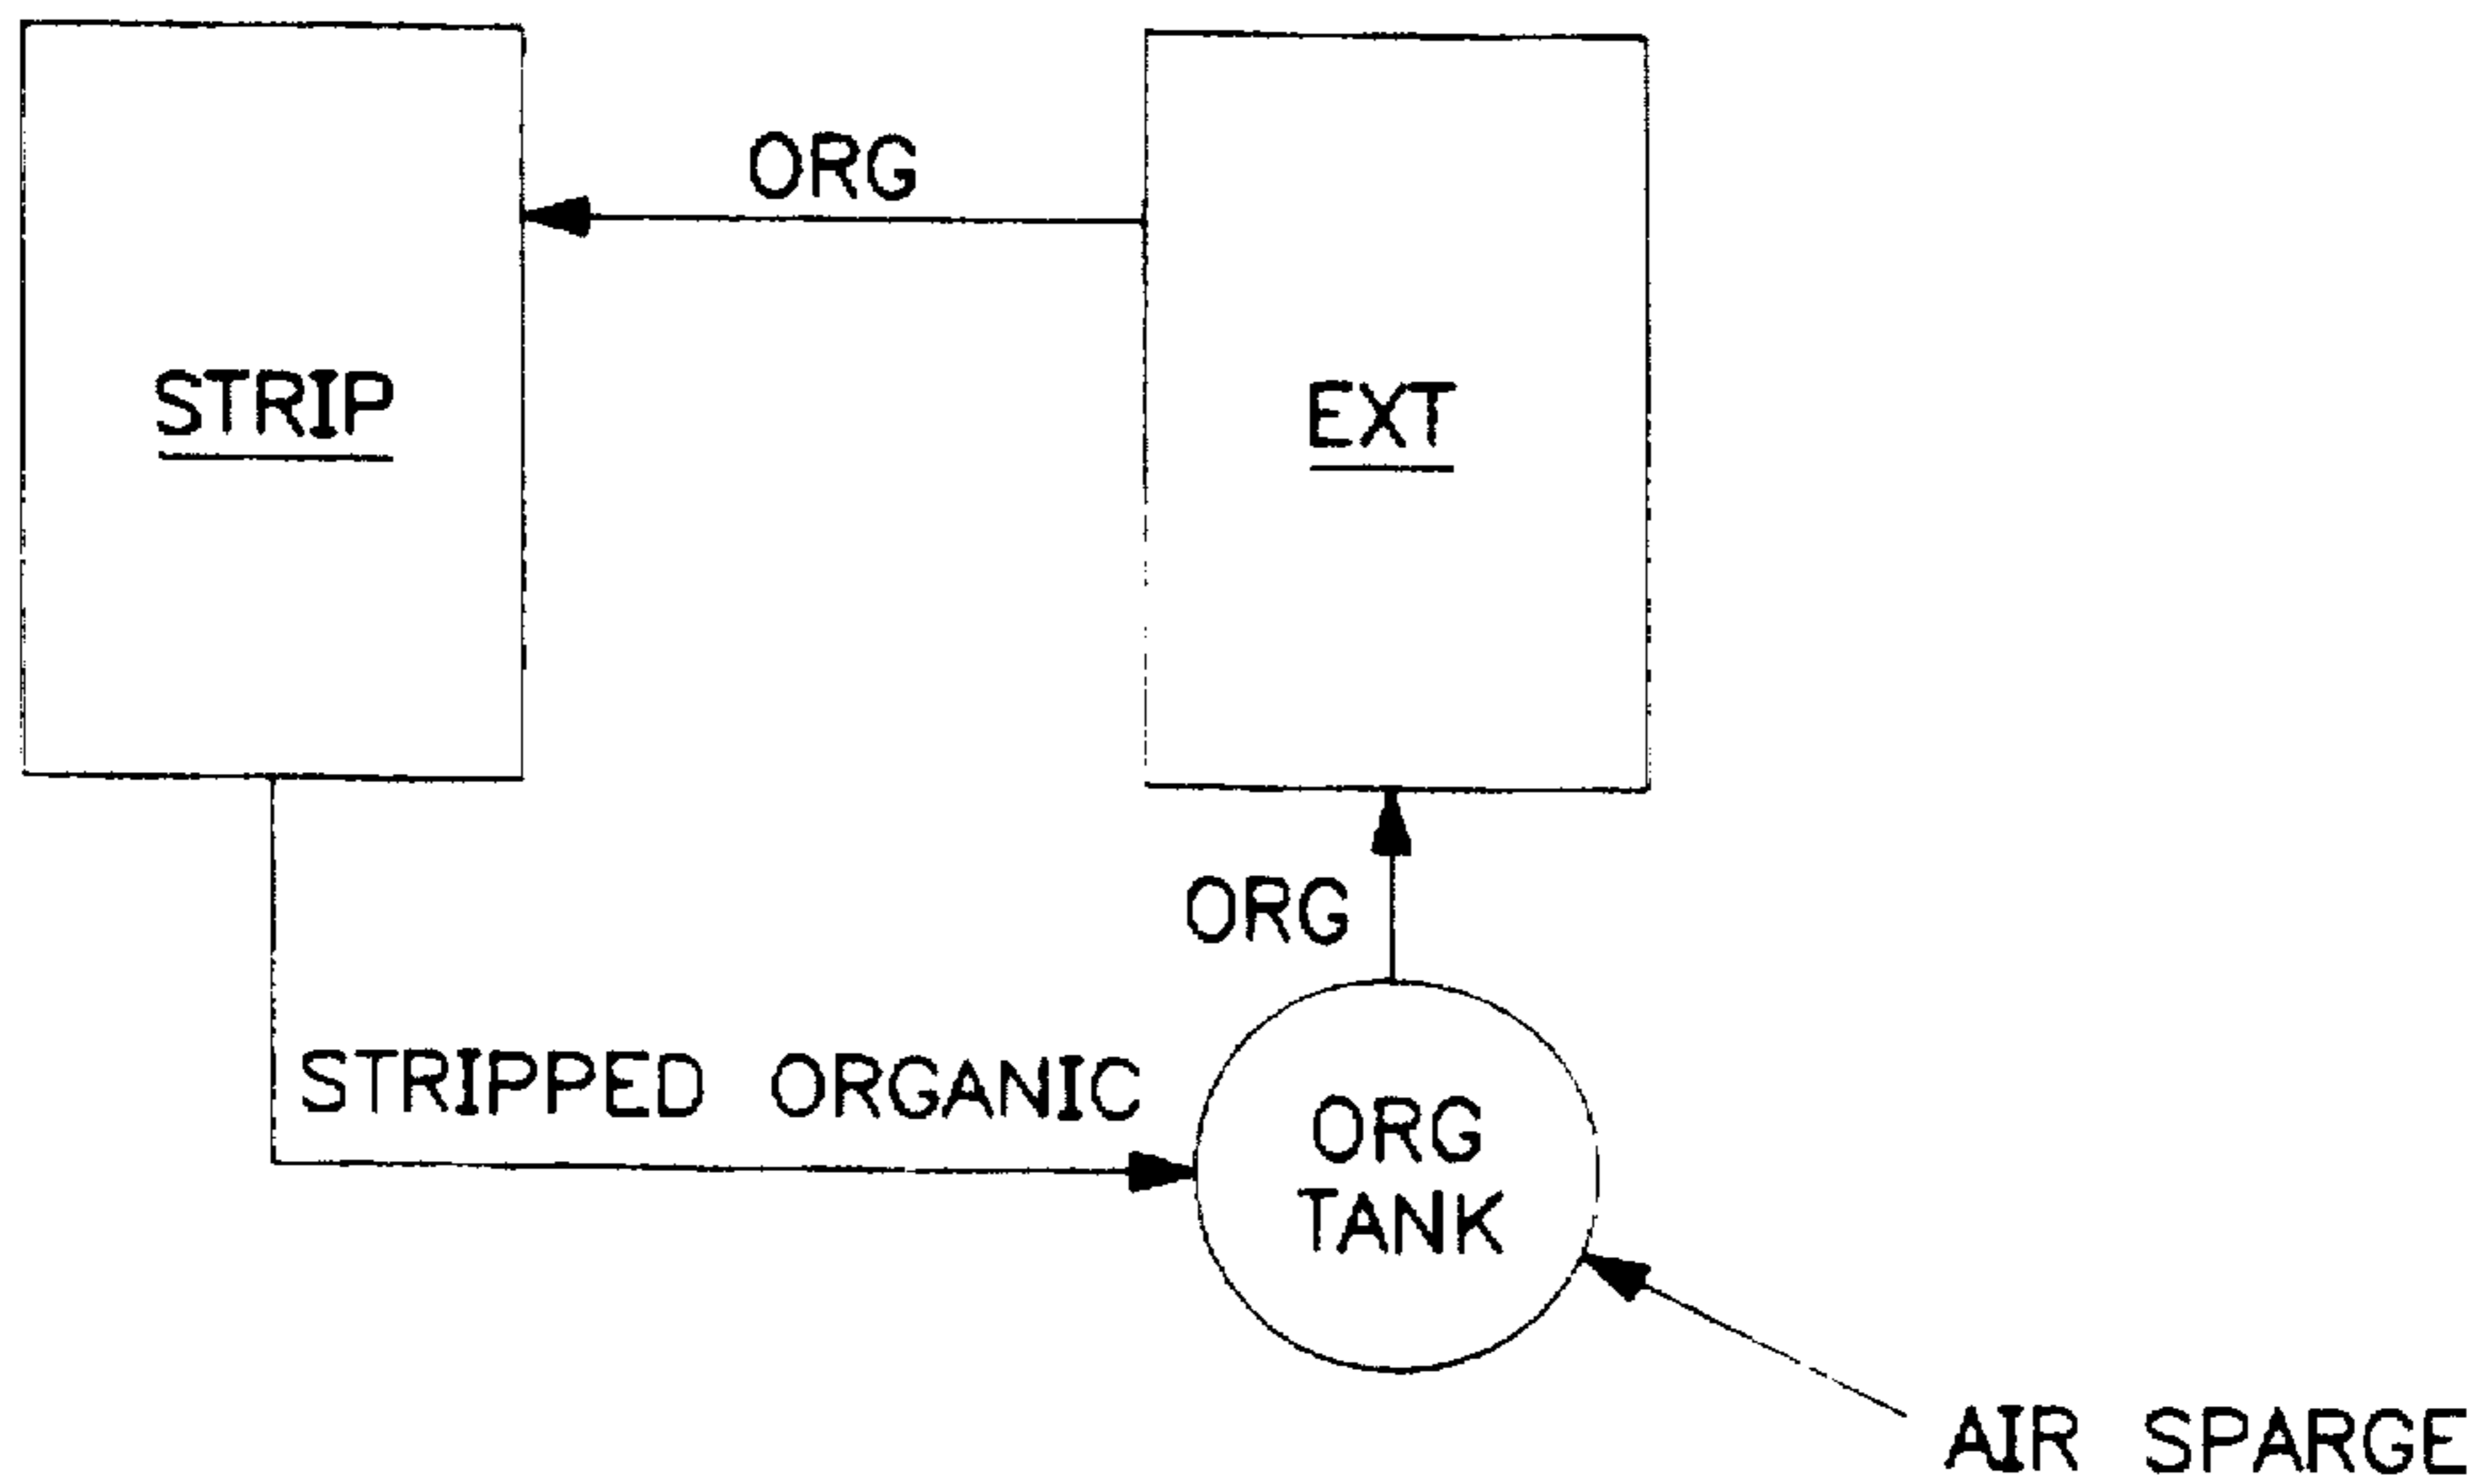 ORG
STRIP
EXT
ORG
STRIPPED ORGANIC
ORG
TANK
AIR SPARGE